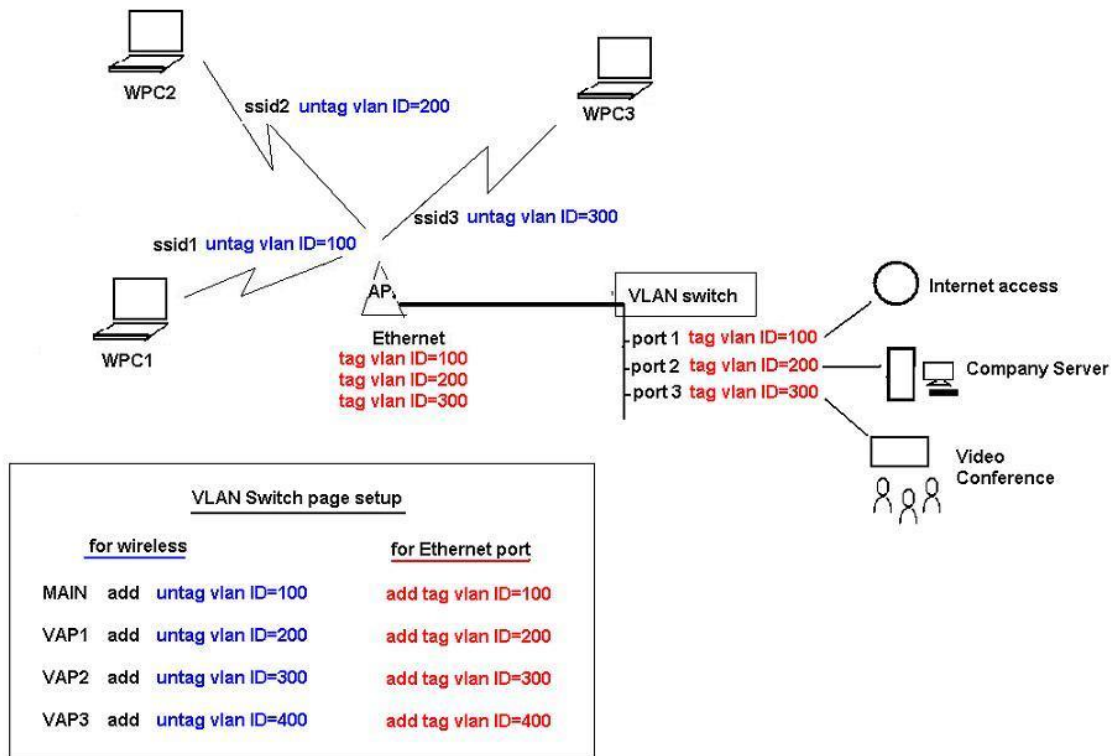 WPC2
WPC3
ssid2 untag vlan ID=200
ssid3 untag vlan ID=300
ssid1 untag vlan ID=100
WPC1
AP
Ethernet
tag vlan ID=100
tag vlan ID=200
tag vlan ID=300
VLAN switch
port 1 tag vlan ID=100
port 2 tag vlan ID=200
port 3 tag vlan ID=300
Internet access
Company Server
Video
Conference
VLAN Switch page setup
for wireless for Ethernet port
MAIN add untag vlan ID=100 add tag vlan ID=100
VAP1 add untag vlan ID=200 add tag vlan ID=200
VAP2 add untag vlan ID=300 add tag vlan ID=300
VAP3 add untag vlan ID=400 add tag vlan ID=400